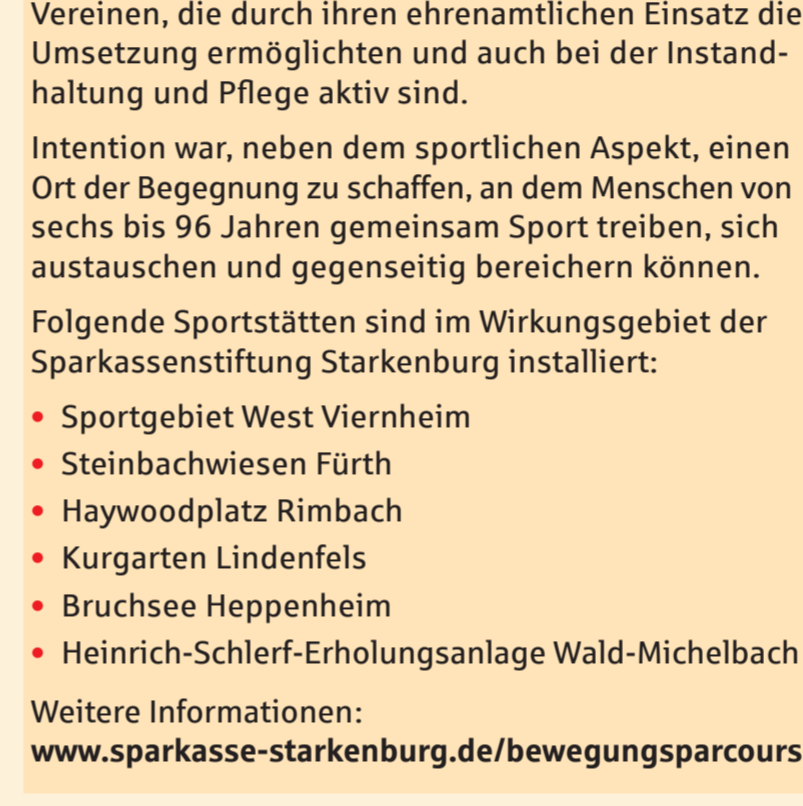 Vereinen, die durch ihren ehrenamtlichen Einsatz die
Umsetzung ermöglichten und auch bei der Instand-
haltung und Pflege aktiv sind.
Intention war, neben dem sportlichen Aspekt, einen
Ort der Begegnung zu schaffen, an dem Menschen von
sechs bis 96 Jahren gemeinsam Sport treiben, sich
austauschen und gegenseitig bereichern können.
Folgende Sportstätten sind im Wirkungsgebiet der
Sparkassenstiftung Starkenburg installiert:
• Sportgebiet West Viernheim
• Steinbachwiesen Fürth
• Haywoodplatz Rimbach
• Kurgarten Lindenfels
• Bruchsee Heppenheim
• Heinrich-Schlerf-Erholungsanlage Wald-Michelbach
Weitere Informationen:
www.sparkasse-starkenburg.de/bewegungsparcours